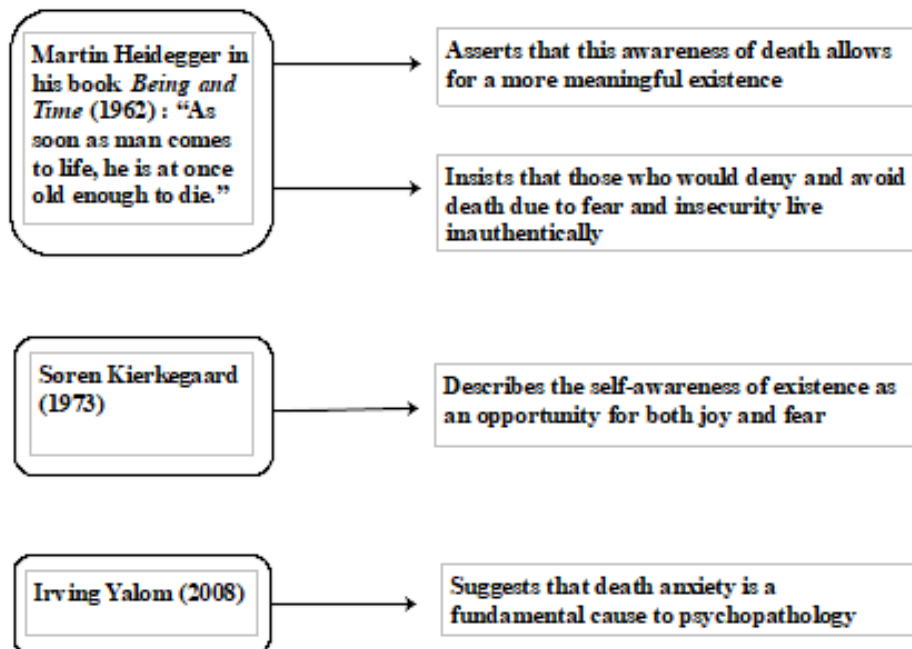 Martin Heidegger in
his book Being and
Time (1962) : “As
soon as man comes
to life, he is at once
old enough to die.”
Asserts that this awareness of death allows
for a more meaningful existence
Insists that those who would deny and avoid
death due to fear and insecurity live
inauthentically
Søren Kierkegaard
(1973)
Describes the self-awareness of existence as
an opportunity for both joy and fear
Irving Yalom (2008)
Suggests that death anxiety is a
fundamental cause to psychopathology